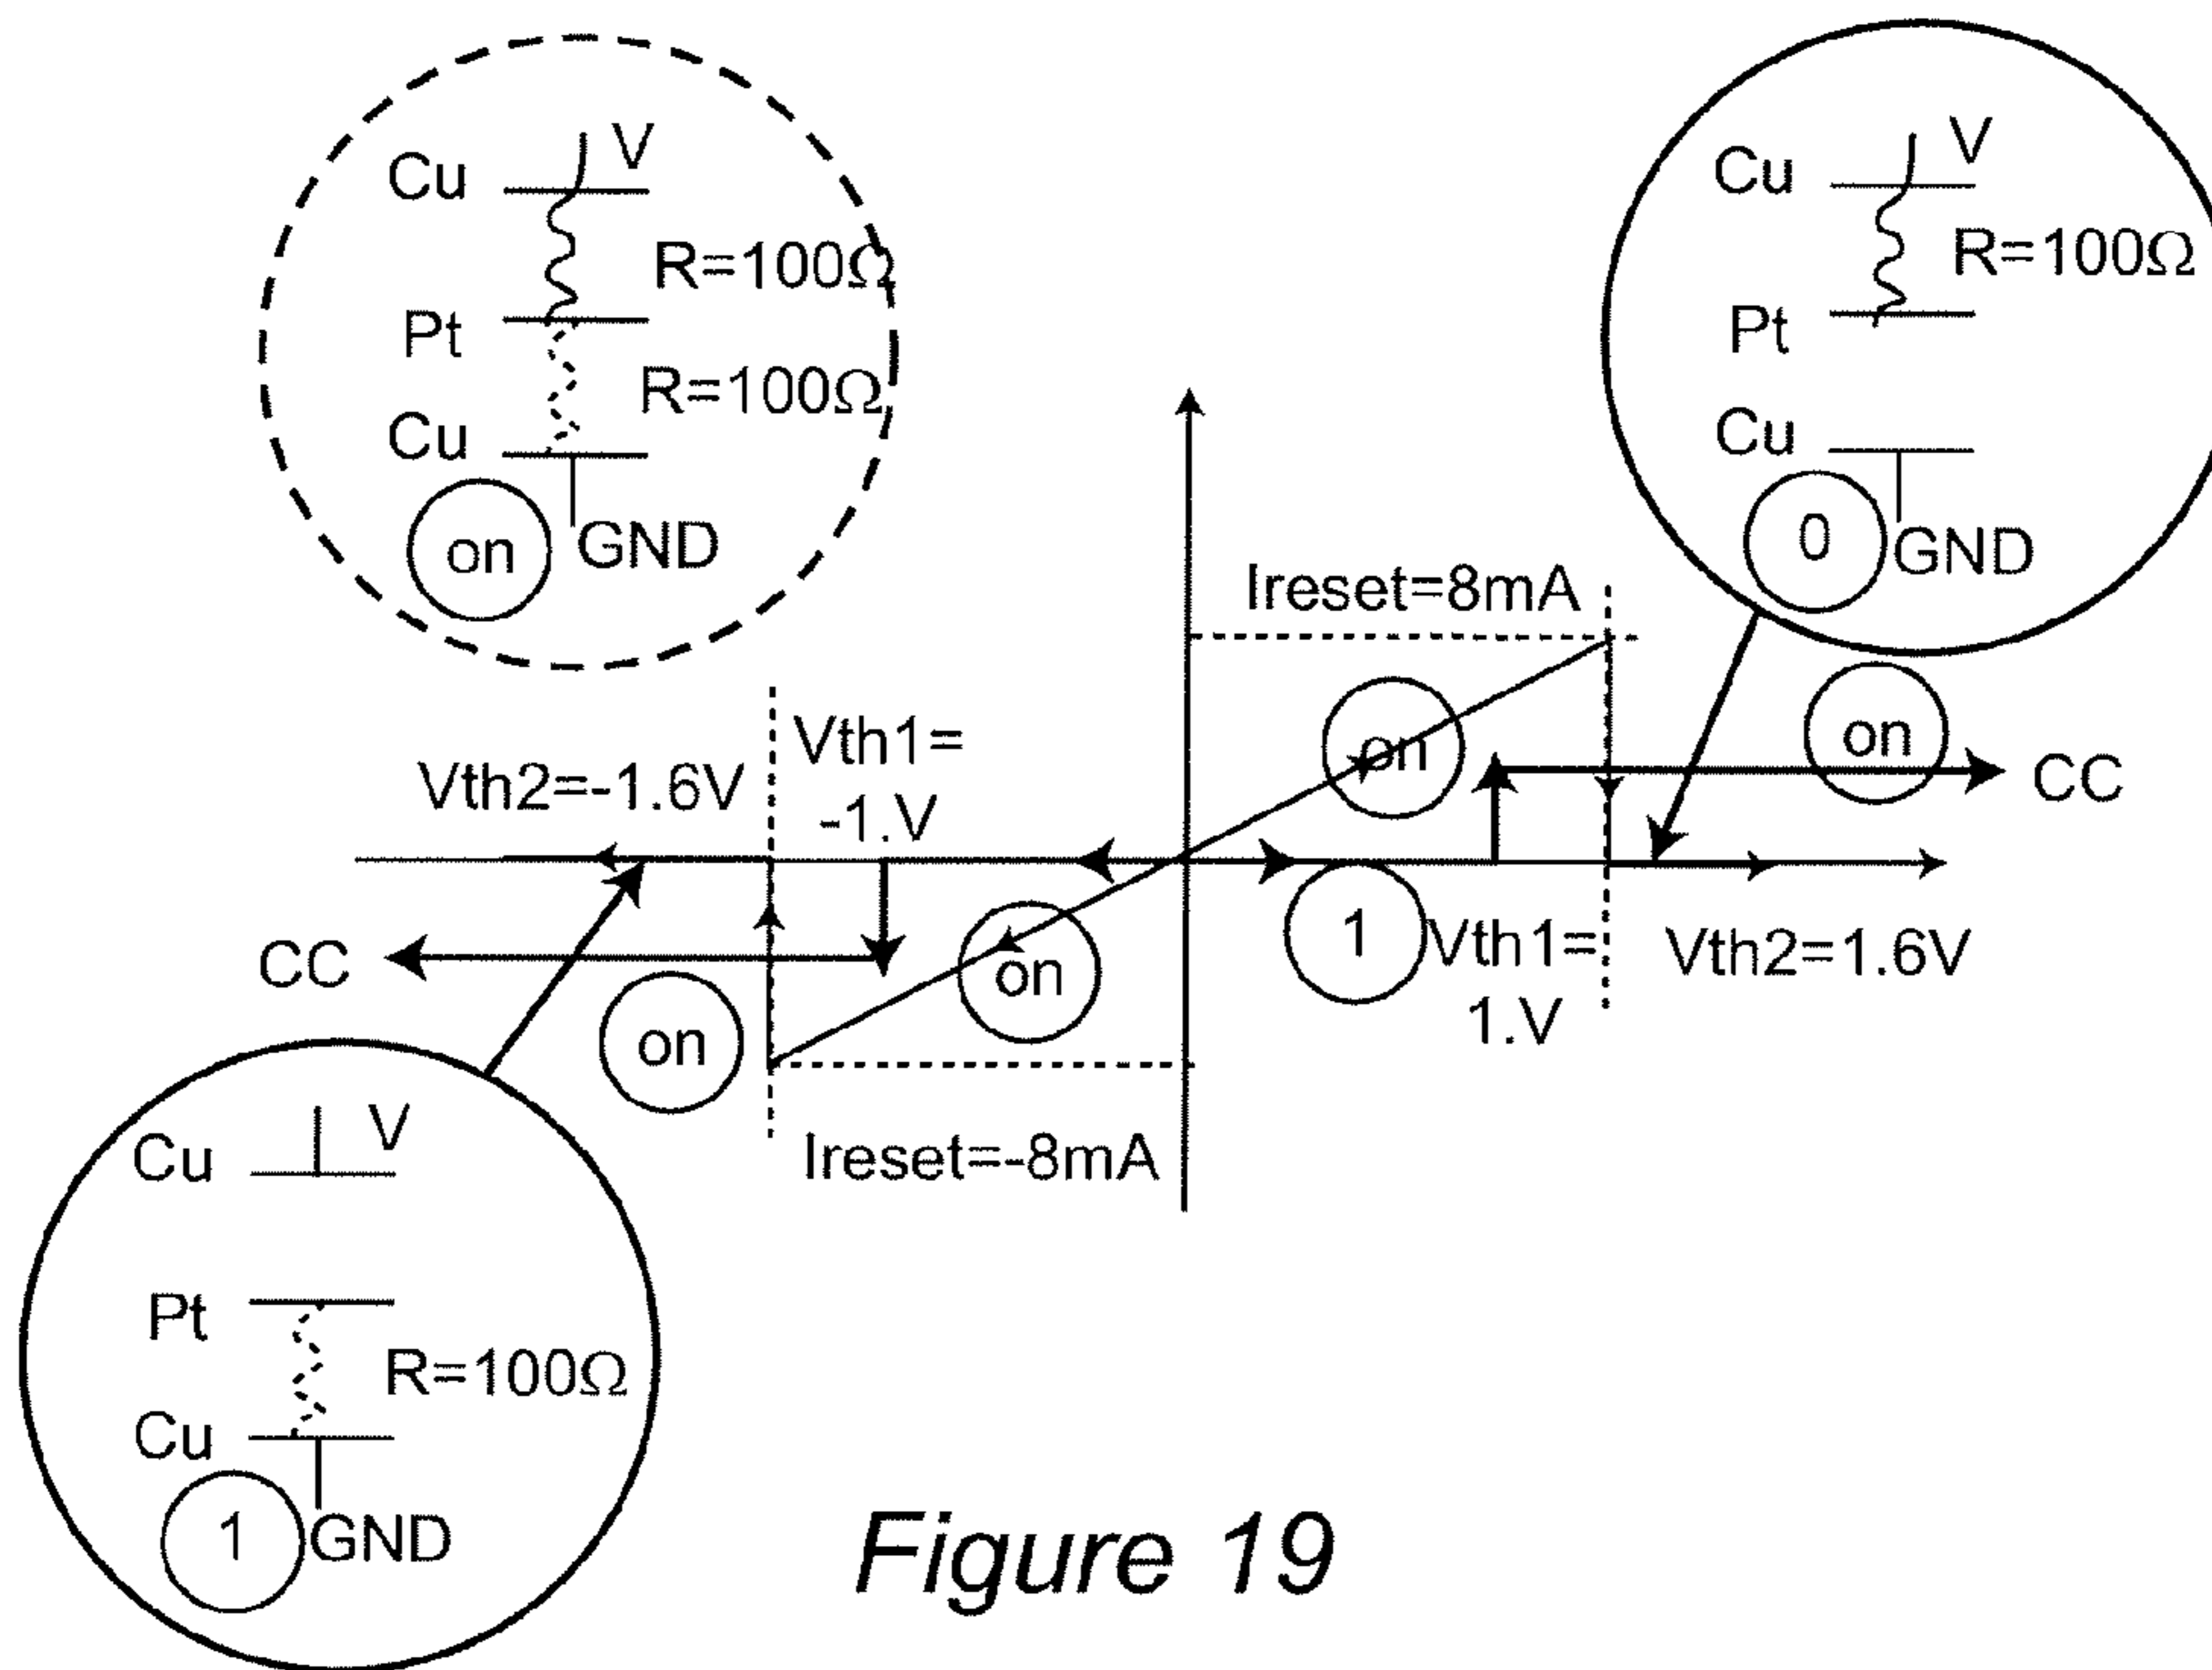 Cu
V
R=100Ω
Pt
R=100Ω
Cu
on
GND
Cu
V
R=100Ω
Pt
Cu
0
GND
Ireset=8mA
on
on
CC
Vth1=
-1.V
Vth2=-1.6V
1
Vth1=
1.V
Vth2=1.6V
CC
on
on
Ireset=-8mA
Cu
V
Pt
R=100Ω
Cu
1
GND
Figure 19